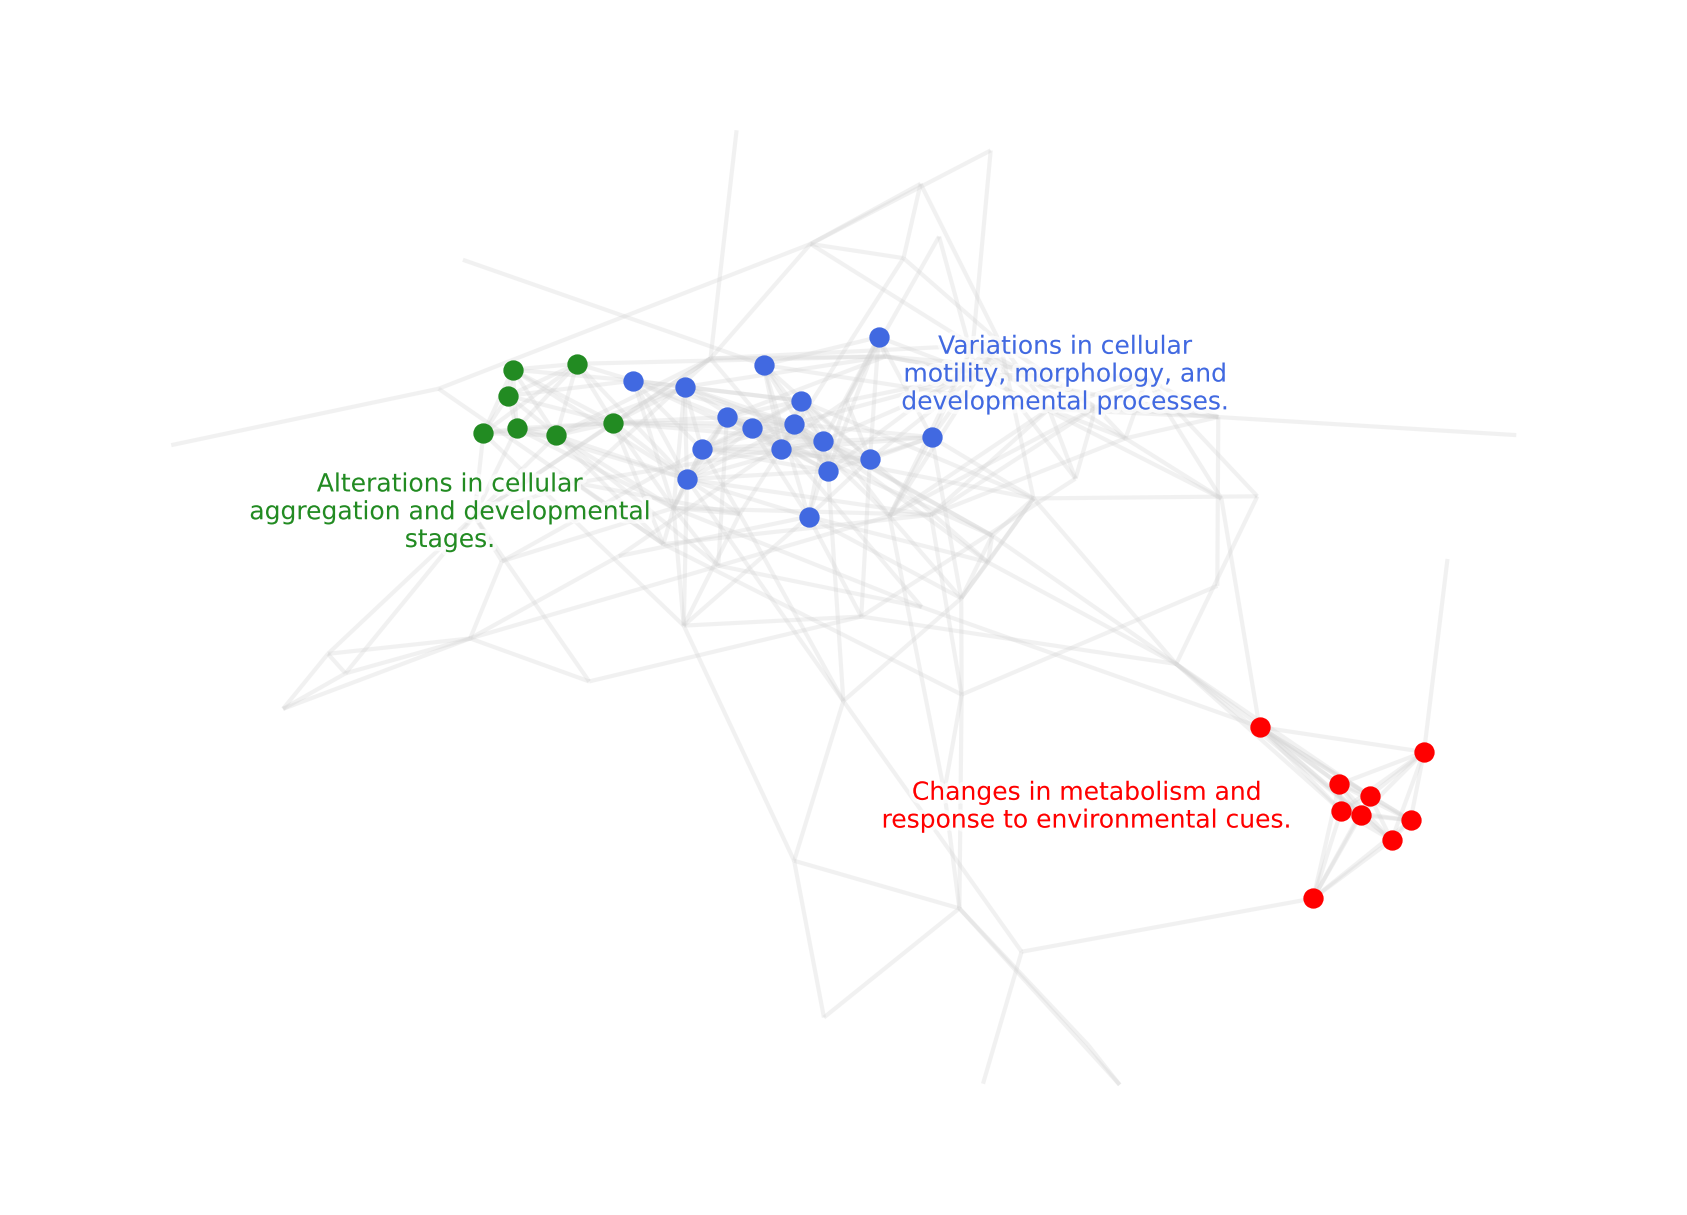 Variations in cellular
motility, morphology, and
developmental processes.
Alterations in cellular
aggregation and developmental
stages.
Changes in metabolism and
response to environmental cues.